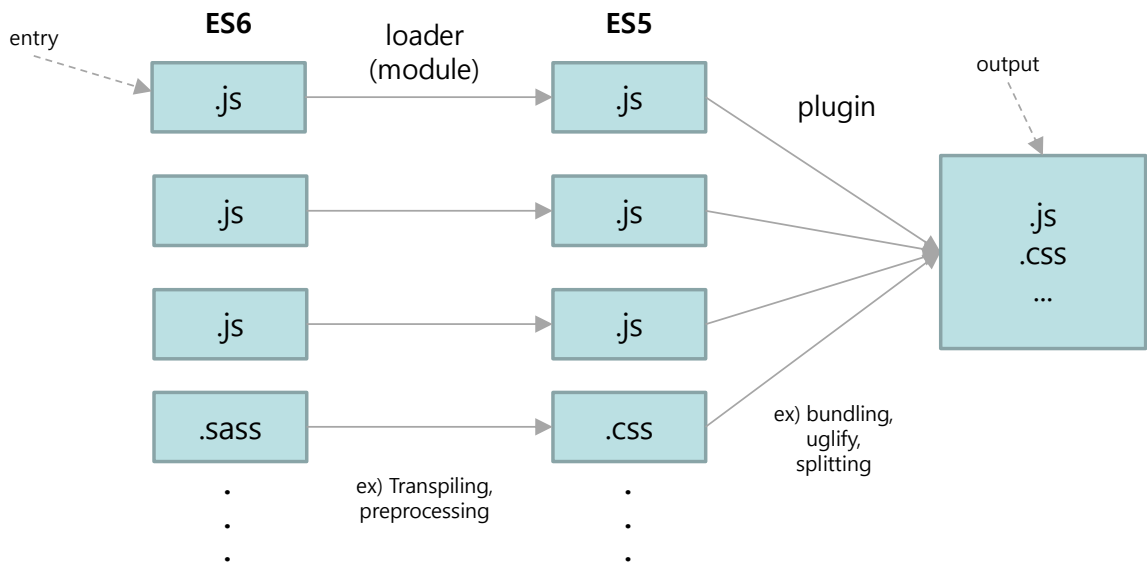 ES6
ES5
entry
loader
(module)
output
.js
.js
plugin
.js
.js
.js
.css
...
.js
.js
.sass
.css
ex) bundling,
uglify,
splitting
ex) Transpiling,
preprocessing
.
.
.
.
.
.